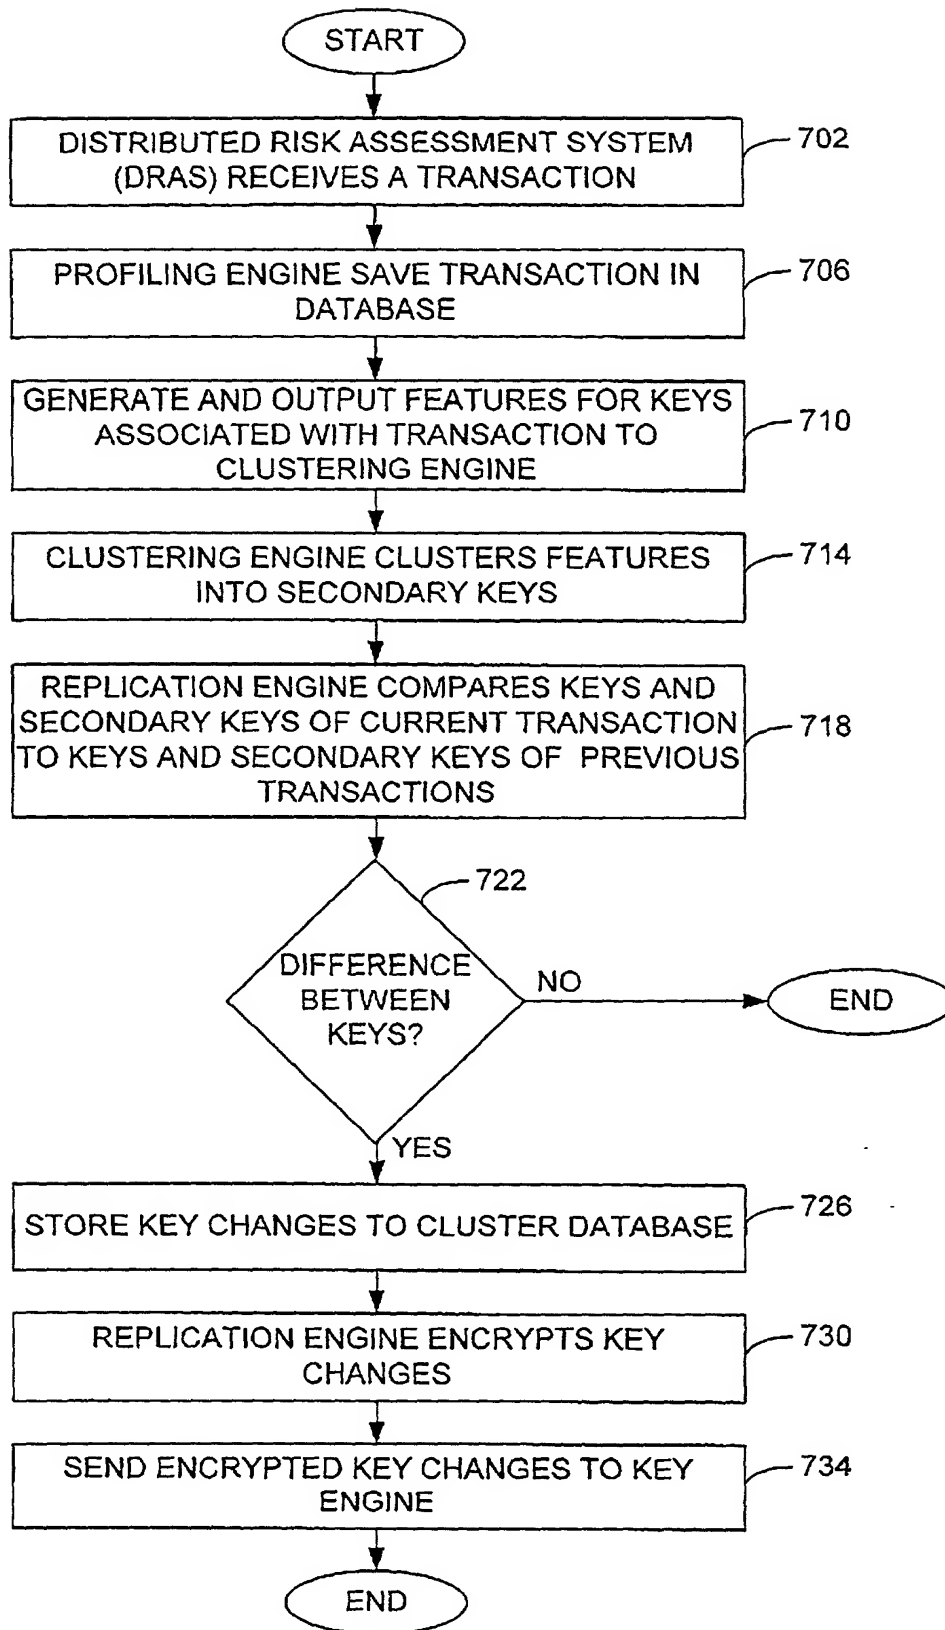 START
DISTRIBUTED RISK ASSESSMENT SYSTEM
(DRAS) RECEIVES A TRANSACTION
702
PROFILING ENGINE SAVE TRANSACTION IN
DATABASE
706
GENERATE AND OUTPUT FEATURES FOR KEYS
ASSOCIATED WITH TRANSACTION TO
CLUSTERING ENGINE
710
CLUSTERING ENGINE CLUSTERS FEATURES
INTO SECONDARY KEYS
714
REPLICATION ENGINE COMPARES KEYS AND
SECONDARY KEYS OF CURRENT TRANSACTION
TO KEYS AND SECONDARY KEYS OF PREVIOUS
TRANSACTIONS
718
722
DIFFERENCE
BETWEEN
KEYS?
NO
END
YES
STORE KEY CHANGES TO CLUSTER DATABASE
726
REPLICATION ENGINE ENCRYPTS KEY
CHANGES
730
SEND ENCRYPTED KEY CHANGES TO KEY
ENGINE
734
END